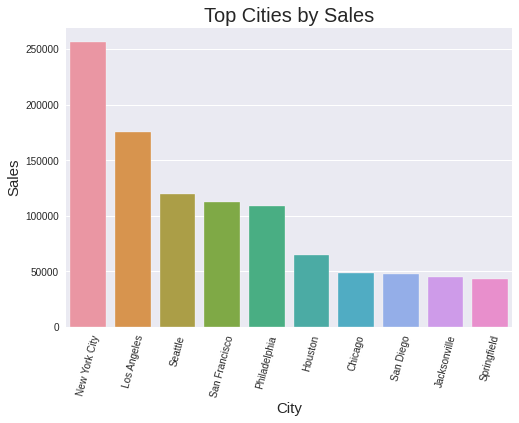 Top Cities by Sales
Sales
250000
200000
150000
100000
50000
0
New York City
Los Angeles
Seattle
San Francisco
Philadelphia
Houston
Chicago
San Diego
Jacksonville
Springfield
City